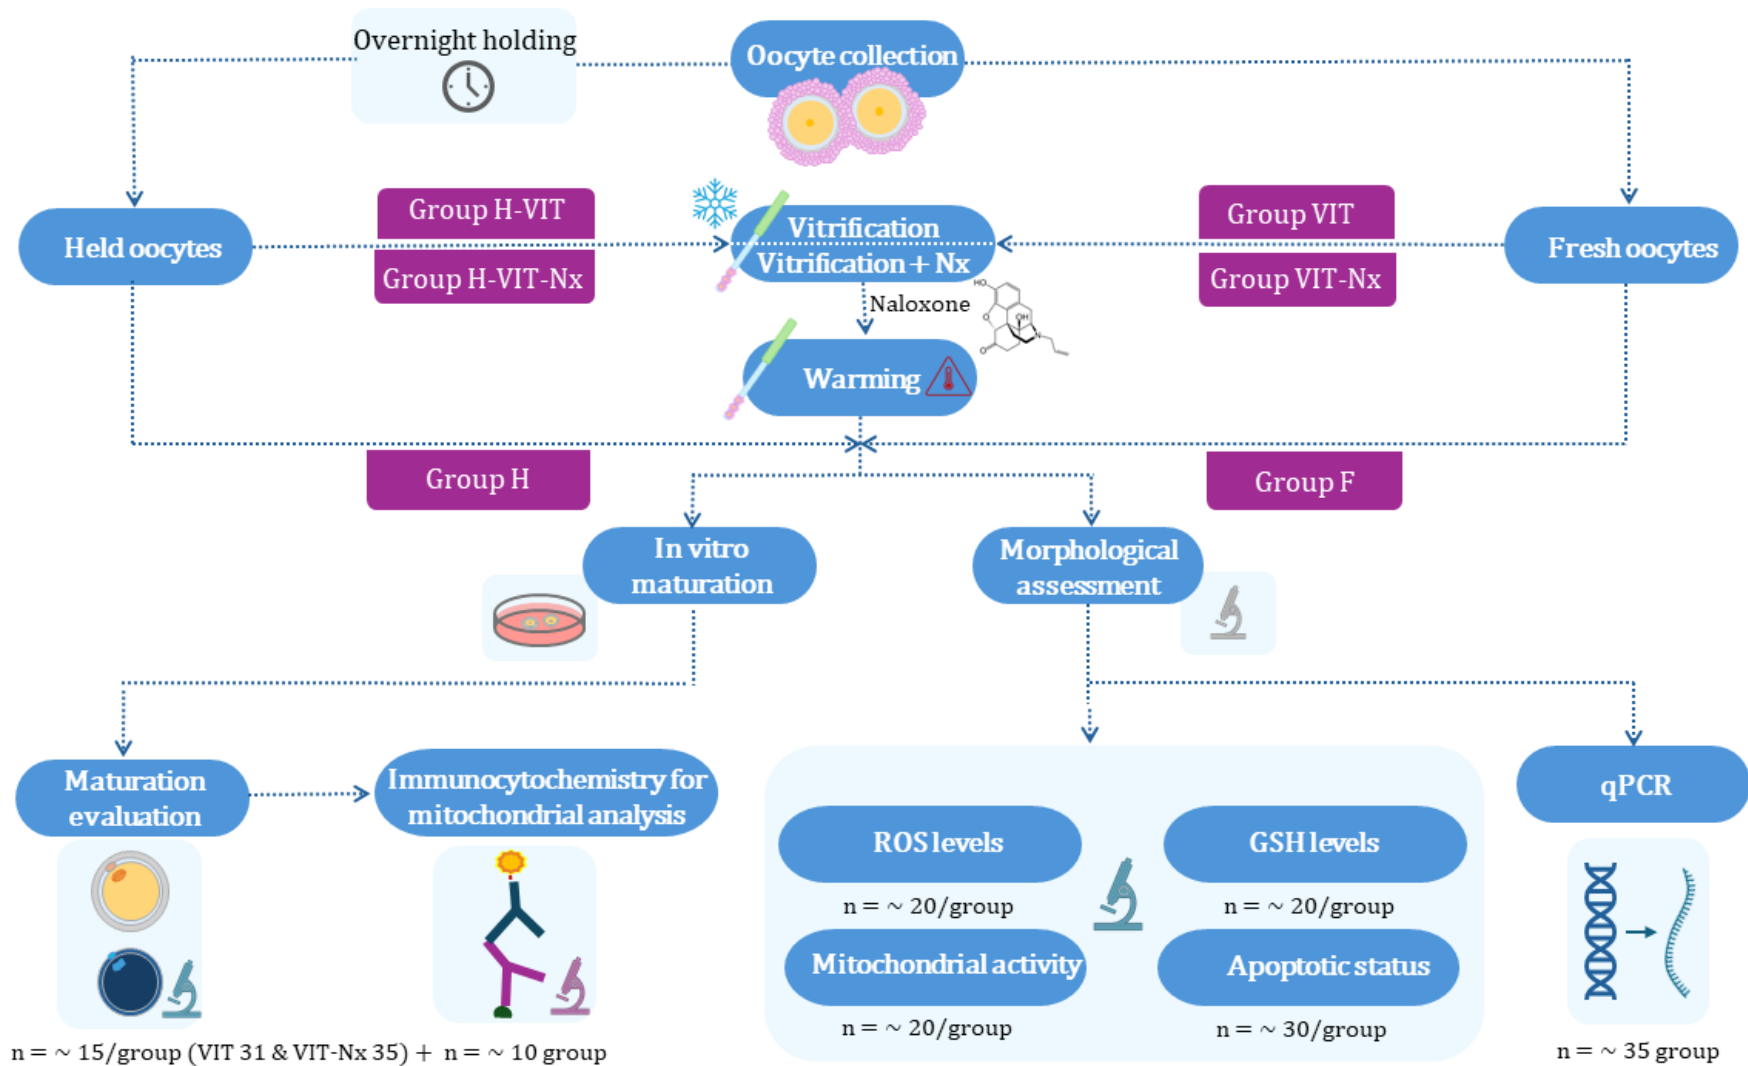 Overnight holding
Oocyte collection
Group H-VIT
Group VIT
Held oocytes
Vitrification
Vitrification + Nx
Fresh oocytes
Group H-VIT-Nx
Group VIT-Nx
Naloxone
HO
OH
O
N
O
Warming
Group H
Group F
In vitro
maturation
Morphological
assessment
Maturation
evaluation
Immunocytochemistry for
mitochondrial analysis
ROS levels
GSH levels
qPCR
n = ~ 20/group
n = ~ 20/group
Mitochondrial activity
Apoptotic status
n = ~ 20/group
n = ~ 30/group
n = ~ 15/group (VIT 31 & VIT-Nx 35) + n = ~ 10 group
n = ~ 35 group